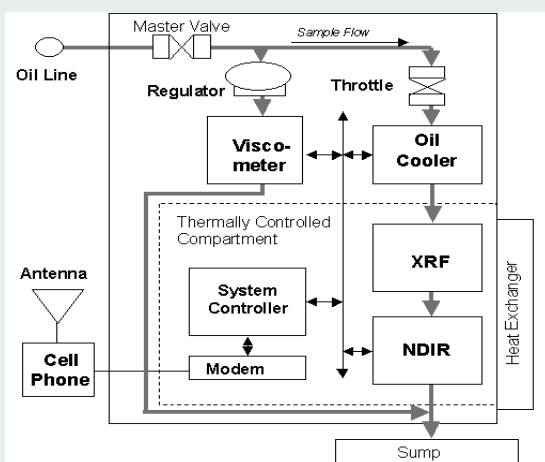 Master Valve
Sample Flow
Oil Line
Regulator
Throttle
Visco-
meter
Oil
Cooler
Thermally Controlled
Compartment
XRF
Heat Exchanger
Antenna
System
Controller
NDIR
Cell
Phone
Modem
Sump